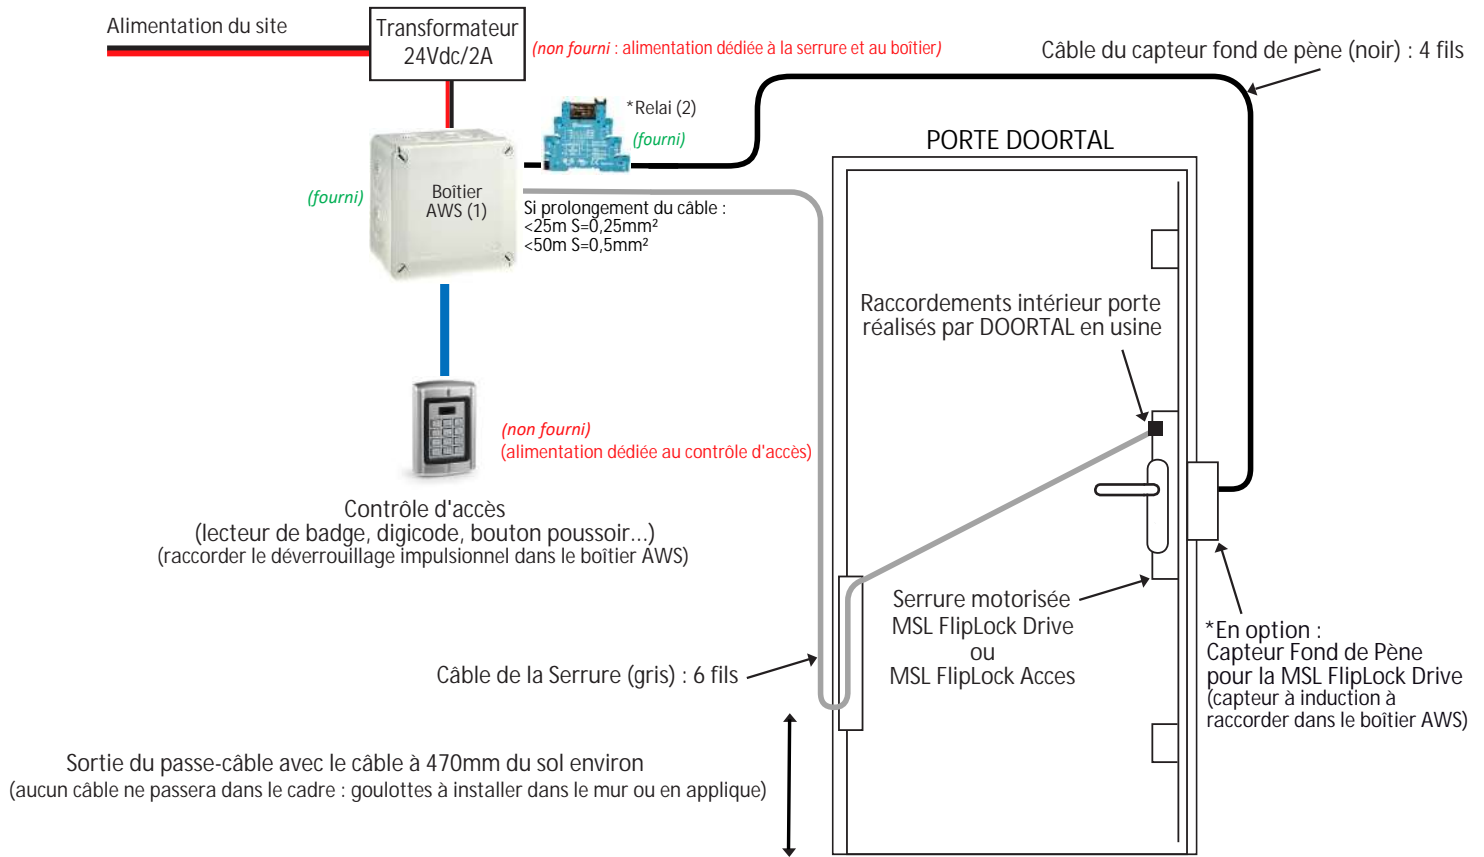 Alimentation du site
Transformateur
24Vdc/2A
(non fourni : alimentation dédiée à la serrure et au boîtier)
Câble du capteur fond de pène (noir) : 4 fils
*Relai (2)
(fourni)
PORTE DOORTAL
(fourni)
Boîtier
AWS (1)
Si prolongement du câble :
<25m S=0,25mm²
<50m S=0,5mm²
Raccordements intérieur porte
réalisés par DOORTAL en usine
(non fourni)
(alimentation dédiée au contrôle d'accès)
Contrôle d'accès
(lecteur de badge, digicode, bouton poussoir...)
(raccorder le déverrouillage impulsionnel dans le boîtier AWS)
Serrure motorisée
MSL FlipLock Drive
ou
MSL FlipLock Acces
*En option :
Capteur Fond de Pène
pour la MSL FlipLock Drive
(capteur à induction à
raccorder dans le boîtier AWS)
Câble de la Serrure (gris) : 6 fils
Sortie du passe-câble avec le câble à 470mm du sol environ
(aucun câble ne passera dans le cadre : goulottes à installer dans le mur ou en applique)